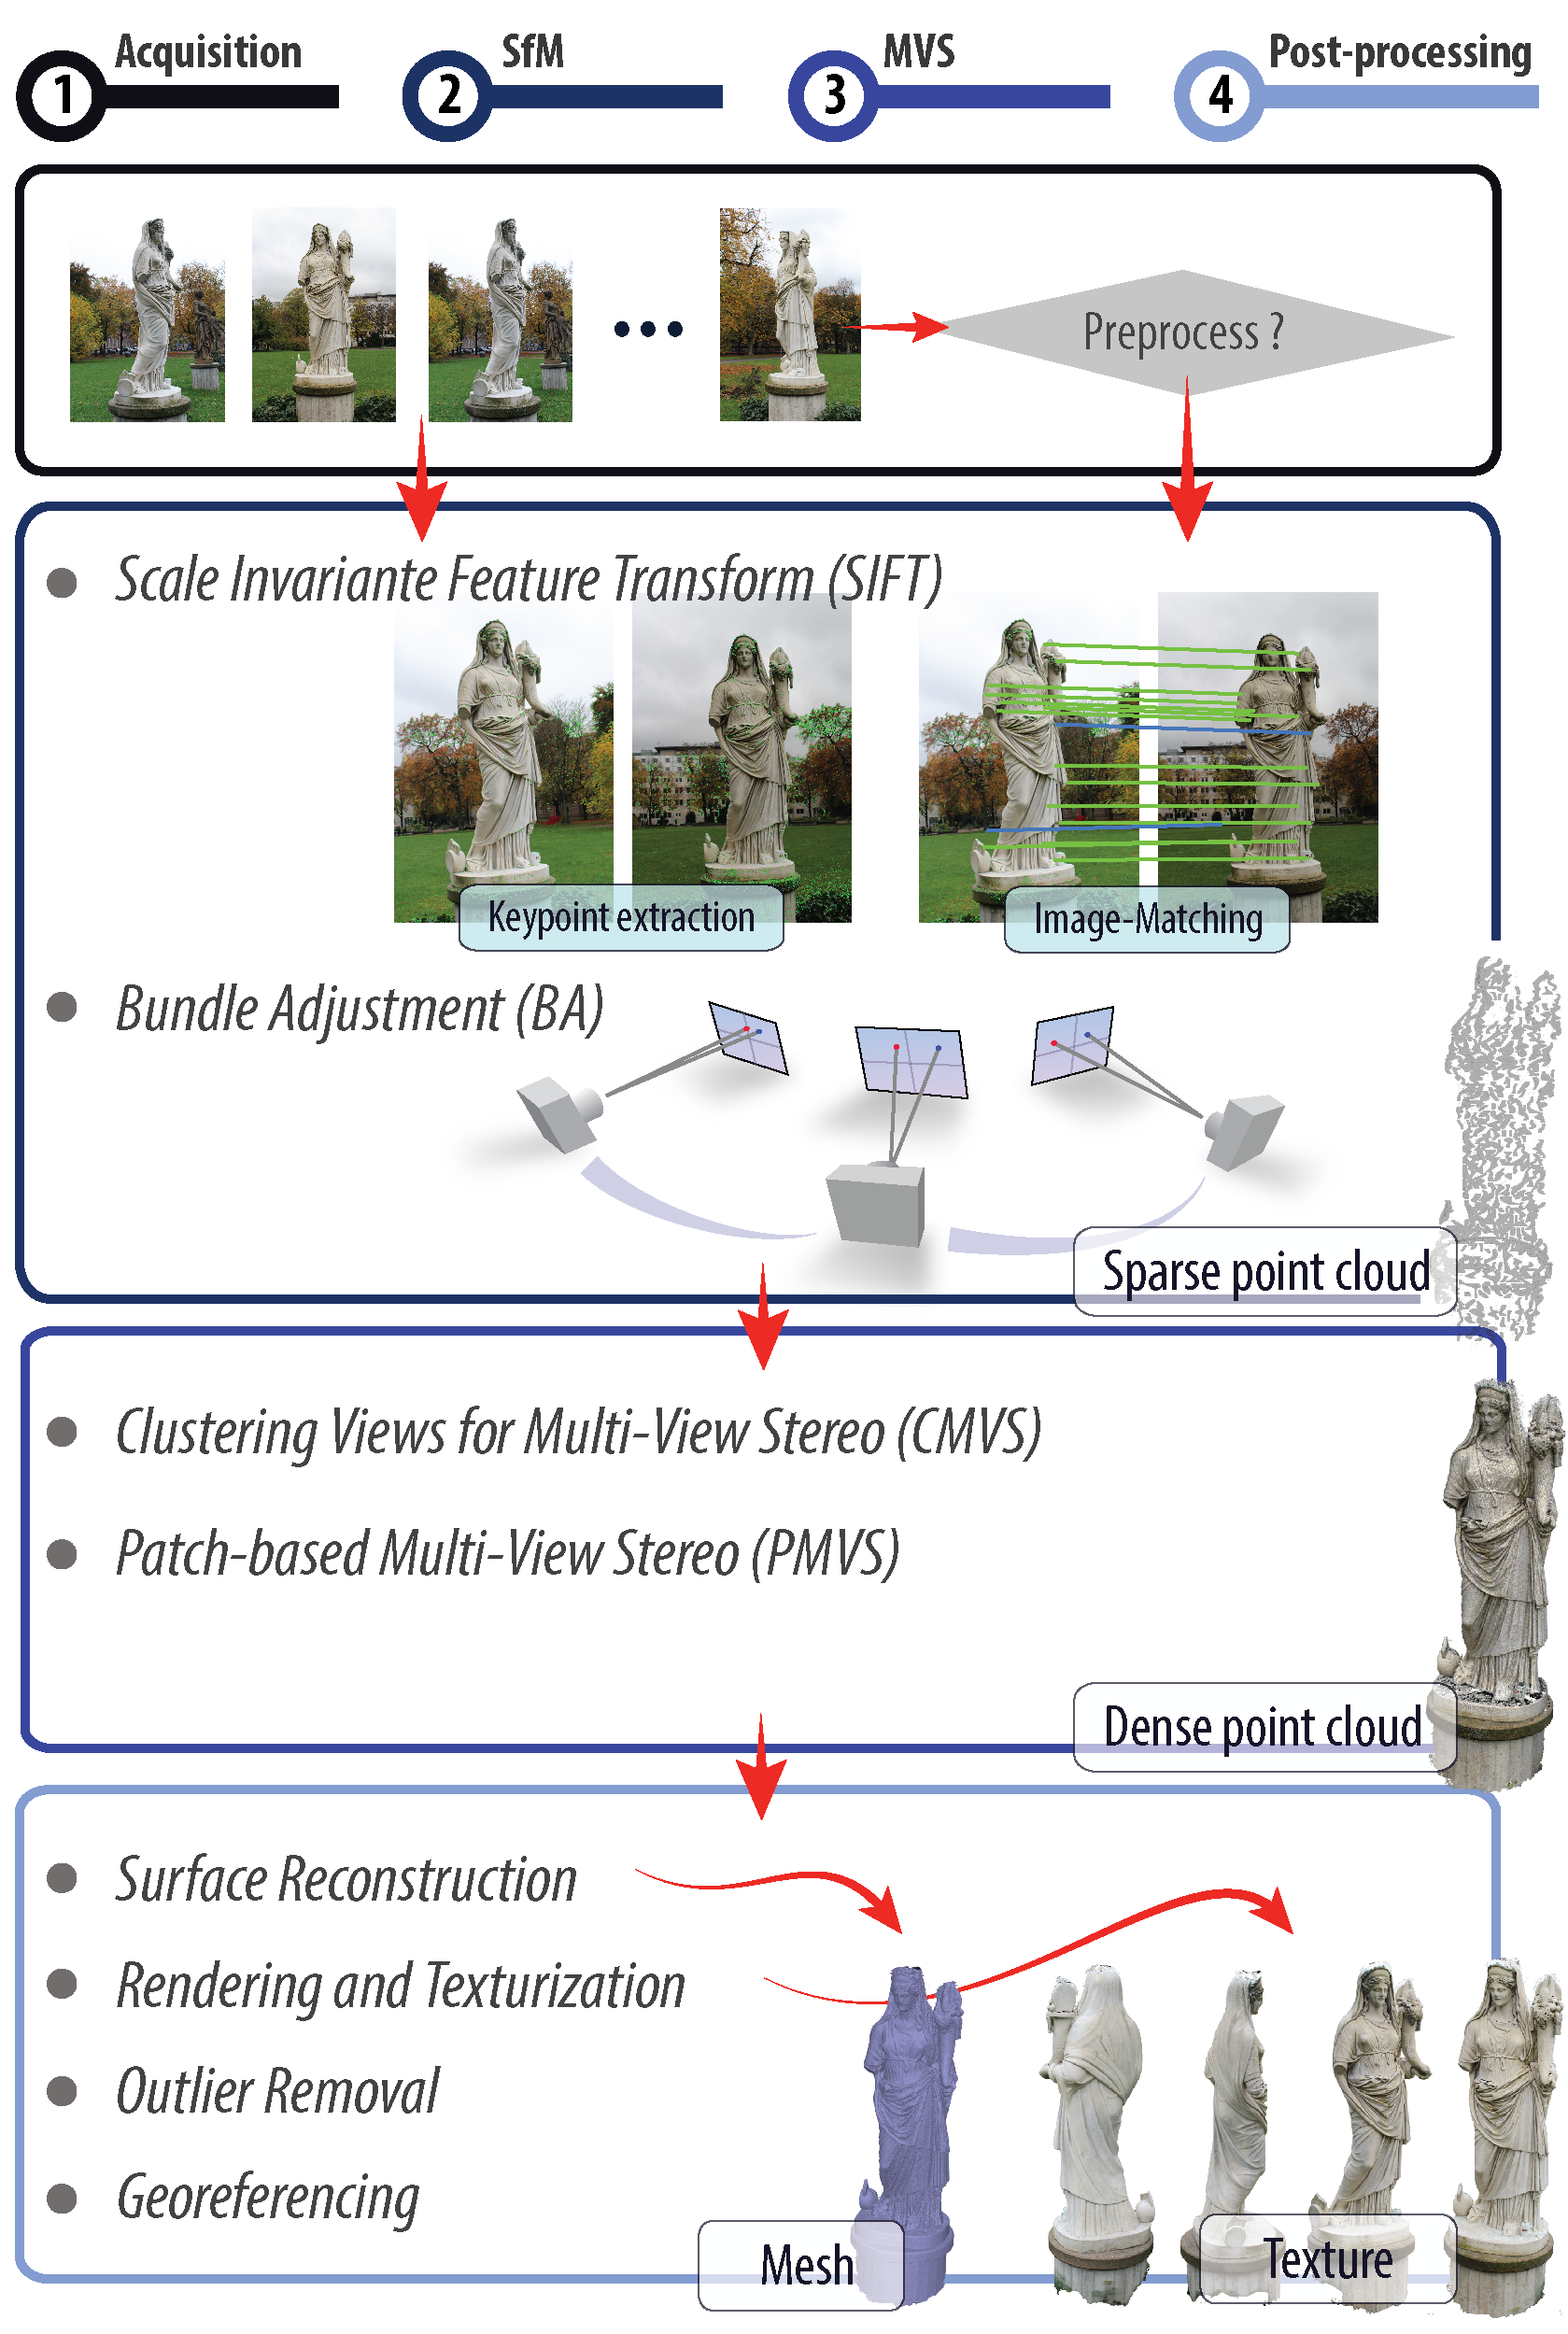 Acquisition
1
SfM
2
MVS
3
Post-processing
4
Preprocess ?
Scale Invariante Feature Transform (SIFT)
Keypoint extraction
Image-Matching
Bundle Adjustment (BA)
Sparse point cloud
Clustering Views for Multi-View Stereo (CMVS)
Patch-based Multi-View Stereo (PMVS)
Dense point cloud
Surface Reconstruction
Rendering and Texturization
Outlier Removal
Georeferencing
Mesh
Texture